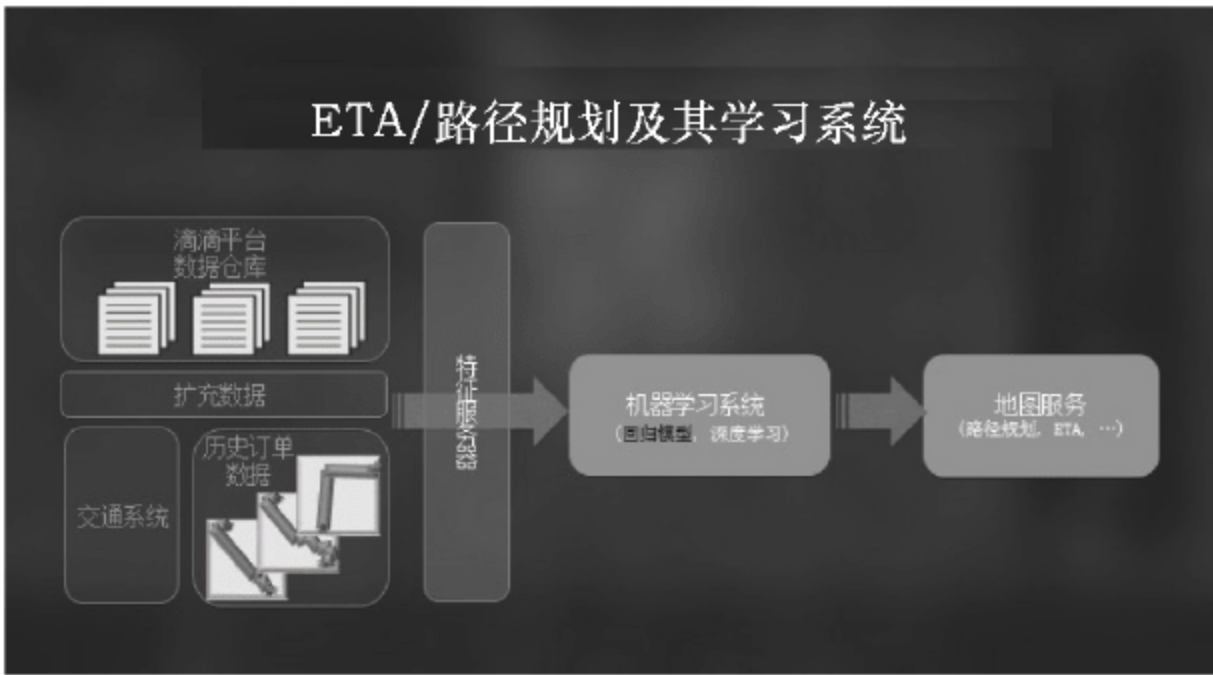 ETA/路径规划及其学习系统
滴滴平台
数据仓库
扩充数据
交通系统
历史订单
数据
特征服务器
机器学习系统
(回归模型, 深度学习)
地图服务
(路径规划, ETA, …)